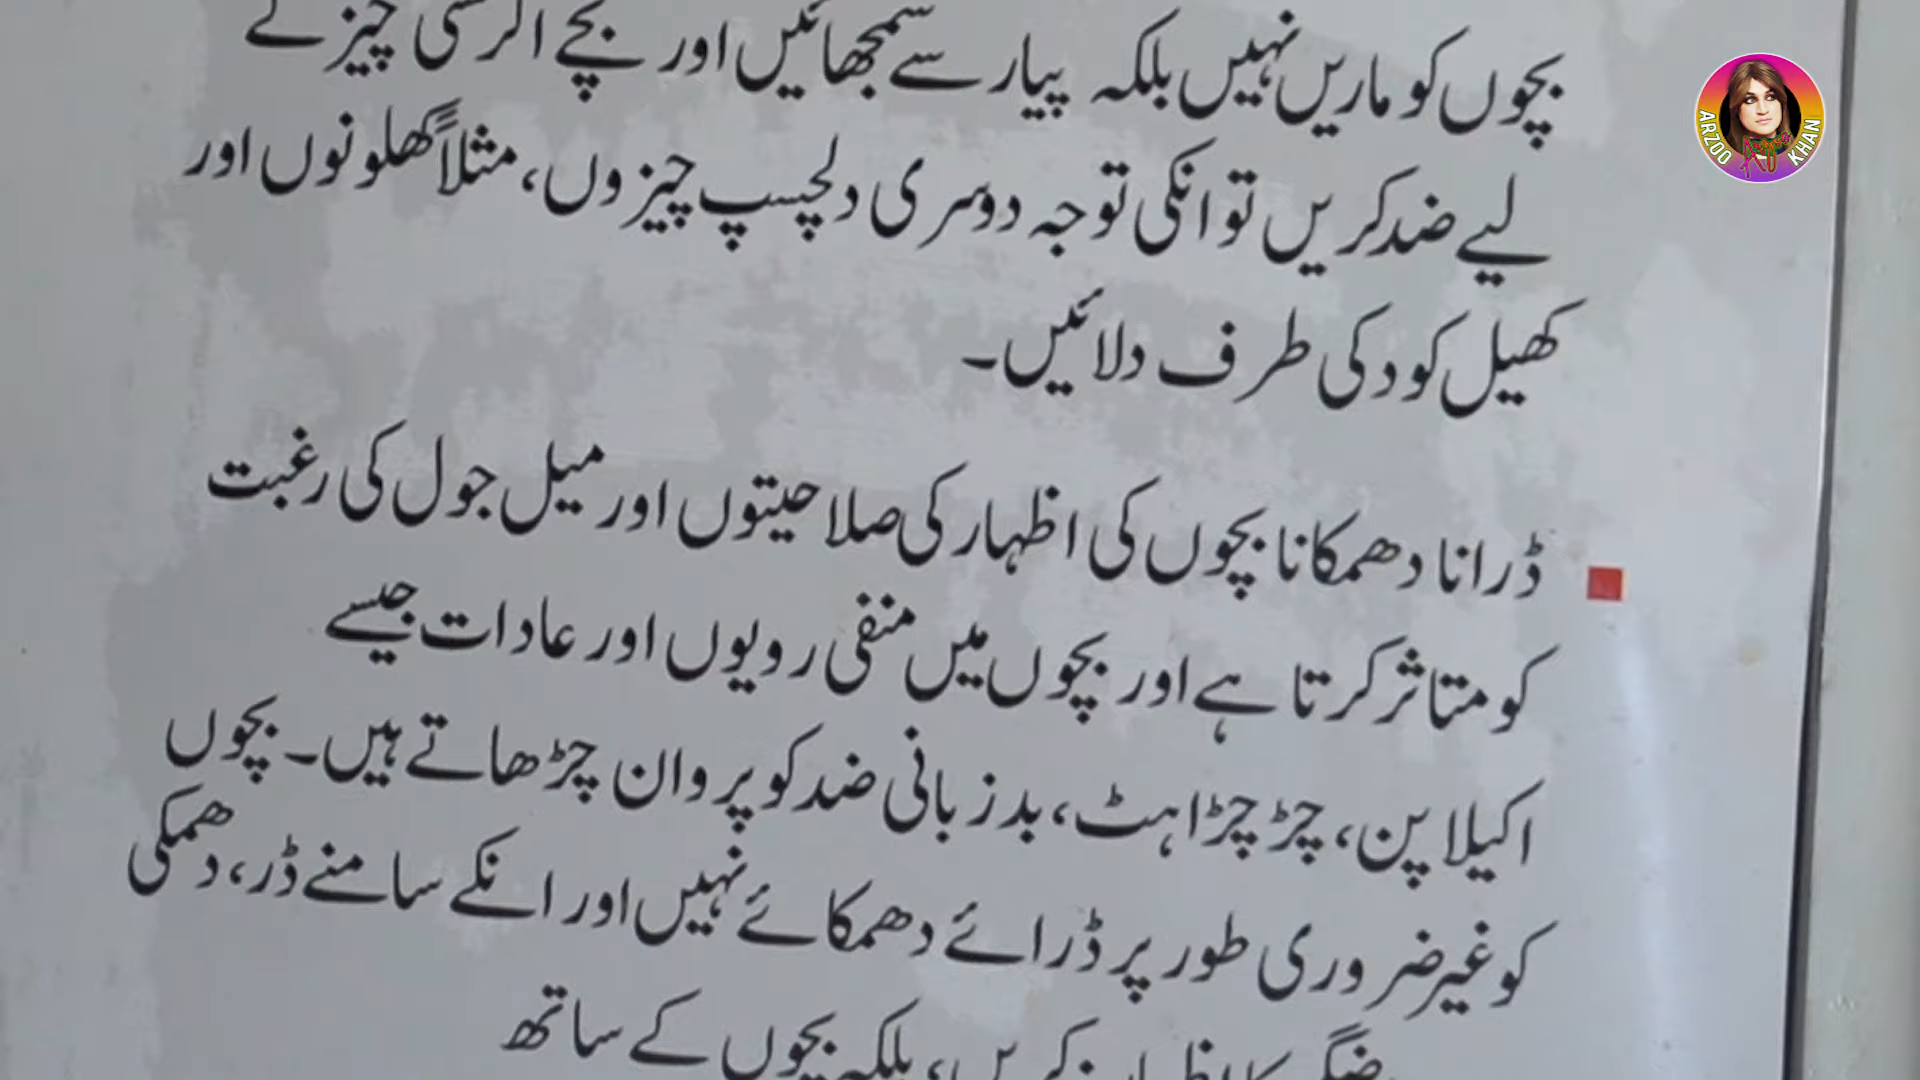 بچوں کو ماریں نہیں بلکہ پیار سے سمجھائیں اور بچے اگر کسی چیز کے
لیے ضد کریں تو انکی توجہ دوسری دلچسپ چیزوں، مثلاً کھلونوں اور
کھیل کود کی طرف دلائیں۔
ڈرانا دھمکانا بچوں کی اظہار کی صلاحیتوں اور میل جول کی رغبت
کو متاثر کرتا ہے اور بچوں میں منفی رویوں اور عادات جیسے
اکیلا پن، چڑچڑاہٹ، بدزبانی ضد کو پروان چڑھاتے ہیں۔ بچوں
کو غیر ضروری طور پر ڈرائے دھمکائے نہیں اور انکے سامنے ڈر، دھمکی
بلکہ بچوں کے ساتھ
ARZOO KHAN